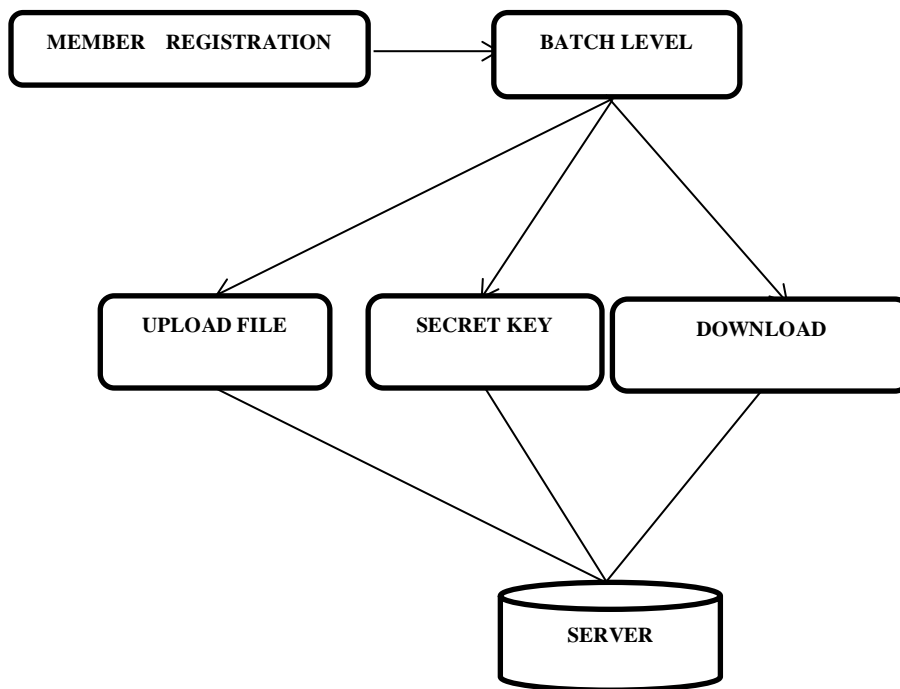 MEMBER REGISTRATION
BATCH LEVEL
UPLOAD FILE
SECRET KEY
DOWNLOAD
SERVER